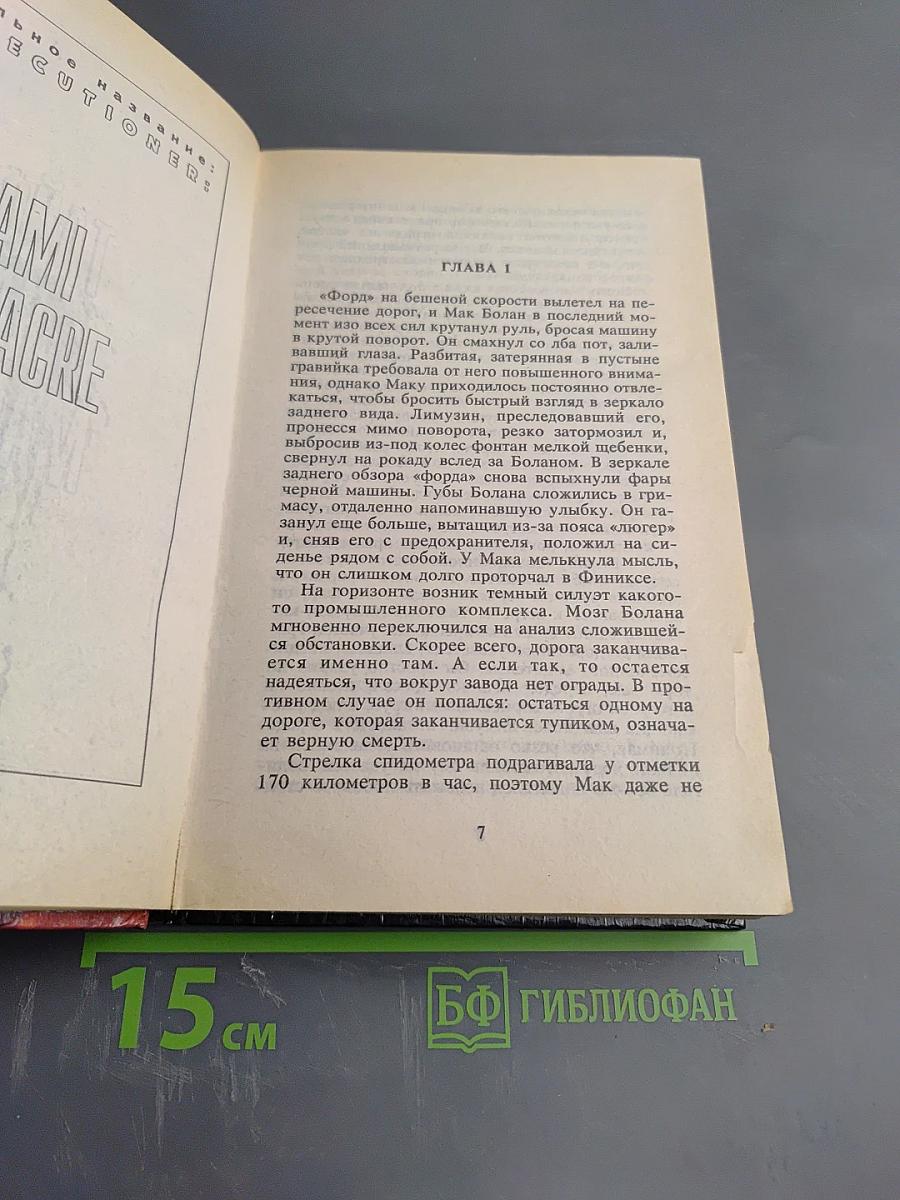 льное название:
ECUTIONER:
AMI
ACRE
ГЛАВА 1
«Форд» на бешеной скорости вылетел на пе-
ресечение дорог, и Мак Болан в последний мо-
мент изо всех сил крутанул руль, бросая машину
в крутой поворот. Он смахнул со лба пот, зали-
вавший глаза. Разбитая, затерянная в пустыне
гравийка требовала от него повышенного внима-
ния, однако Маку приходилось постоянно отвле-
каться, чтобы бросить быстрый взгляд в зеркало
заднего вида. Лимузин, преследовавший его,
пронесся мимо поворота, резко затормозил и,
выбросив из-под колес фонтан мелкой щебенки,
свернул на рокаду вслед за Боланом. В зеркале
заднего обзора «форда» снова вспыхнули фары
черной машины. Губы Болана сложились в гри-
масу, отдаленно напоминавшую улыбку. Он га-
занул еще больше, вытащил из-за пояса «люгер»
и, сняв его с предохранителя, положил на си-
денье рядом с собой. У Мака мелькнула мысль,
что он слишком долго проторчал в Финиксе.
На горизонте возник темный силуэт какого-
то промышленного комплекса. Мозг Болана
мгновенно переключился на анализ сложившей-
ся обстановки. Скорее всего, дорога заканчива-
ется именно там. А если так, то остается
надеяться, что вокруг завода нет ограды. В про-
тивном случае он попался: остаться одному на
дороге, которая заканчивается тупиком, означа-
ет верную смерть.
Стрелка спидометра подрагивала у отметки
170 километров в час, поэтому Мак даже не
7
15 см
БФ ГИБЛИОФАН